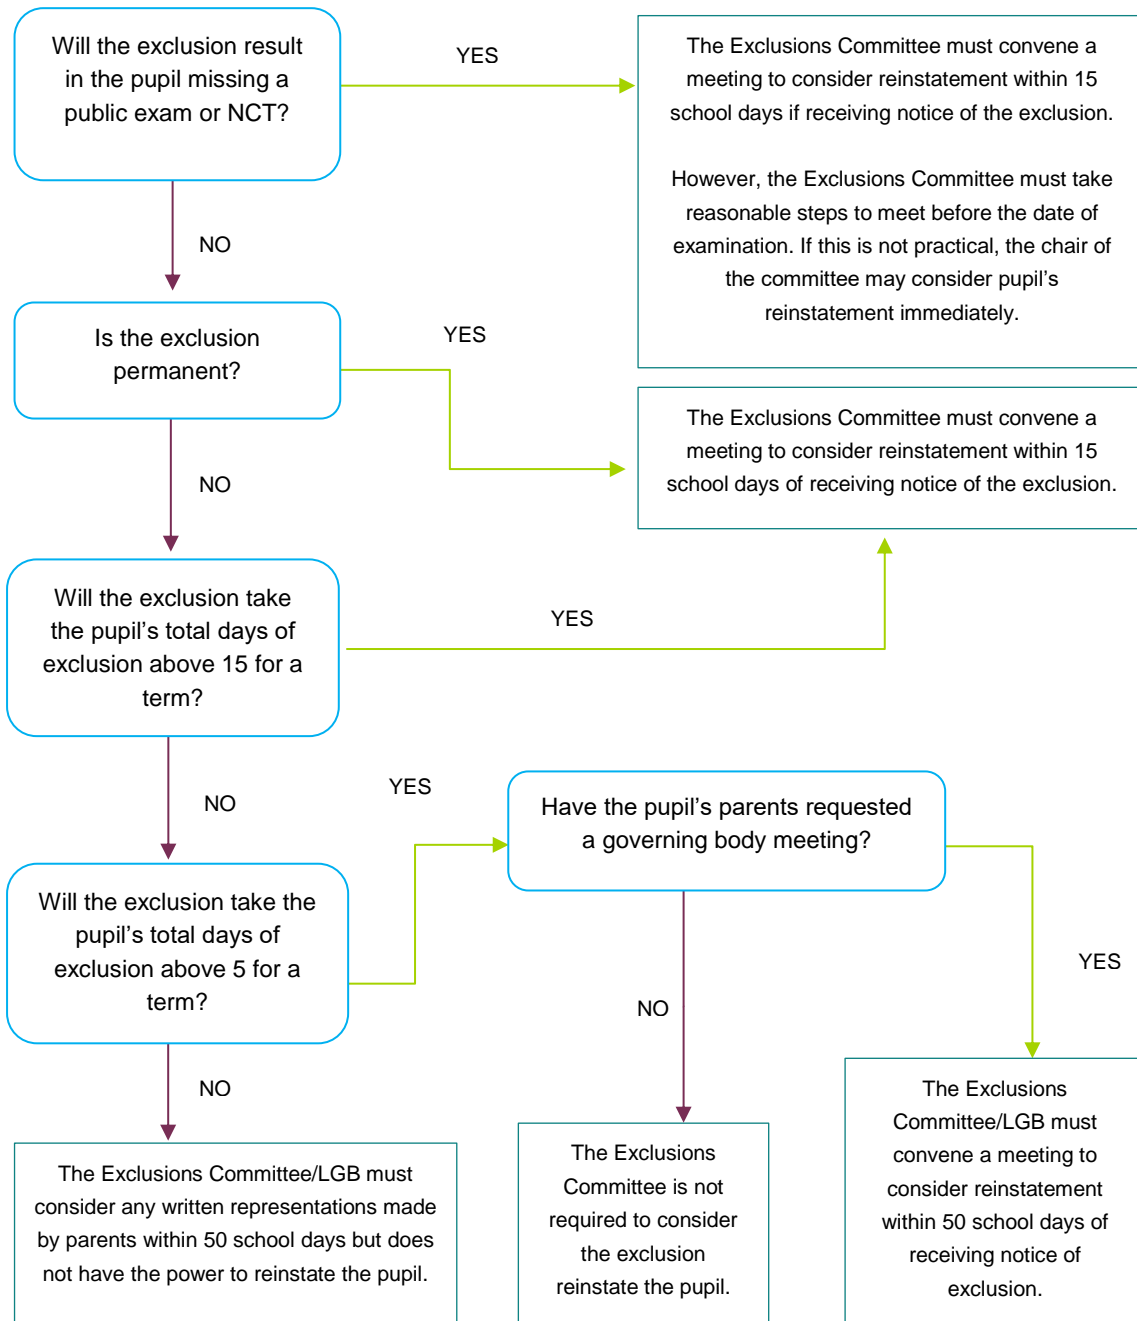 Will the exclusion result
in the pupil missing a
public exam or NCT?
YES
The Exclusions Committee must convene a
meeting to consider reinstatement within 15
school days if receiving notice of the exclusion.
However, the Exclusions Committee must take
reasonable steps to meet before the date of
examination. If this is not practical, the chair of
the committee may consider pupil’s
reinstatement immediately.
NO
Is the exclusion
permanent?
YES
The Exclusions Committee must convene a
meeting to consider reinstatement within 15
school days of receiving notice of the exclusion.
NO
Will the exclusion take
the pupil’s total days of
exclusion above 15 for a
term?
YES
NO
Will the exclusion take the
pupil’s total days of
exclusion above 5 for a
term?
YES
Have the pupil’s parents requested
a governing body meeting?
NO
YES
NO
The Exclusions Committee/LGB must
consider any written representations made
by parents within 50 school days but does
not have the power to reinstate the pupil.
The Exclusions
Committee is not
required to consider
the exclusion
reinstate the pupil.
The Exclusions
Committee/LGB must
convene a meeting to
consider reinstatement
within 50 school days of
receiving notice of
exclusion.